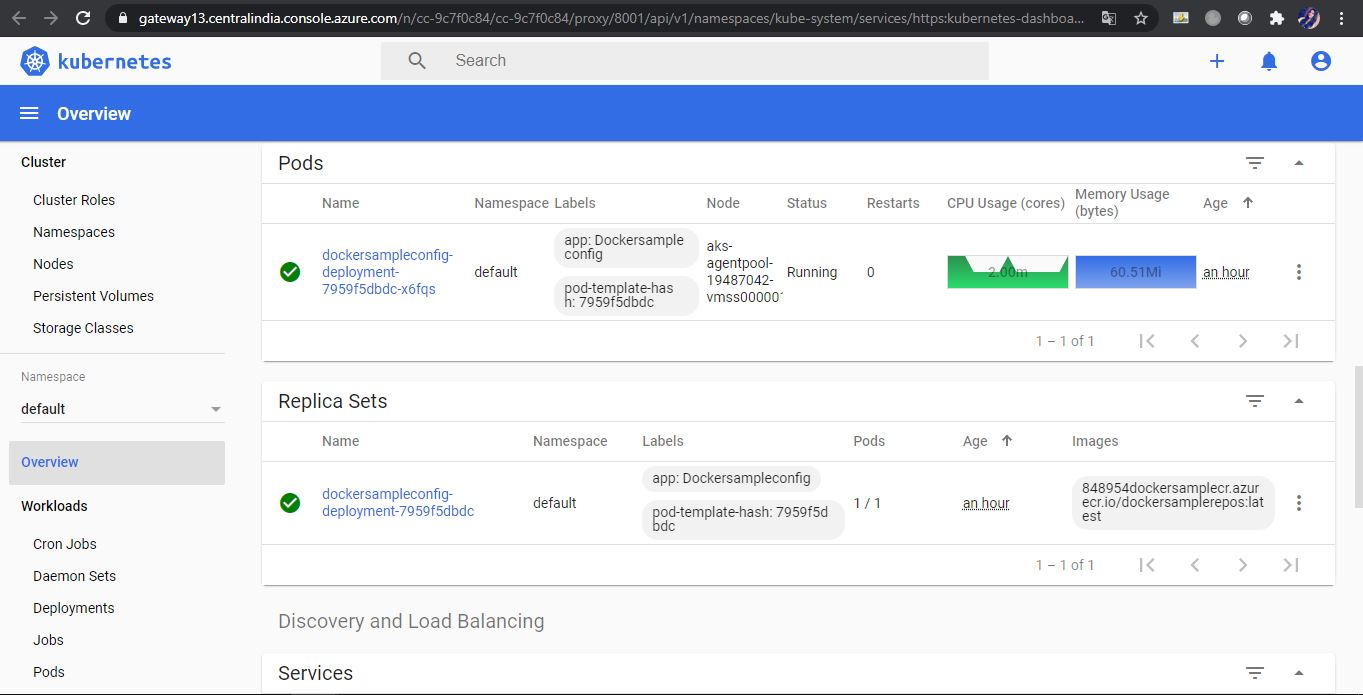 gateway13.centralindia.console.azure.com/n/cc-9c7f0c84/cc-9c7f0c84/proxy/8001/api/v1/namespaces/kube-system/services/https:kubernetes-dashboa...
kubernetes
Search
Overview
Cluster
Cluster Roles
Namespaces
Nodes
Persistent Volumes
Storage Classes
Namespace
default
Overview
Workloads
Cron Jobs
Daemon Sets
Deployments
Jobs
Pods
Pods
Name Namespace Labels Node Status Restarts CPU Usage (cores) Memory Usage
(bytes) Age
dockersampleconfig-
deployment-
7959f5dbdc-x6fqs
default
app: Dockersample
config
pod-template-has
h: 7959f5dbdc
aks-
agentpool-
19487042-
vmss00000
Running
0
2.00m
60.51Mi
an hour
1 – 1 of 1
Replica Sets
Name Namespace Labels Pods Age Images
dockersampleconfig-
deployment-7959f5dbdc
default
app: Dockersampleconfig
pod-template-hash: 7959f5d
bdc
1 / 1
an hour
848954dockersamplecr.azur
ecr.io/dockersamplerepos:lat
est
1 – 1 of 1
Discovery and Load Balancing
Services